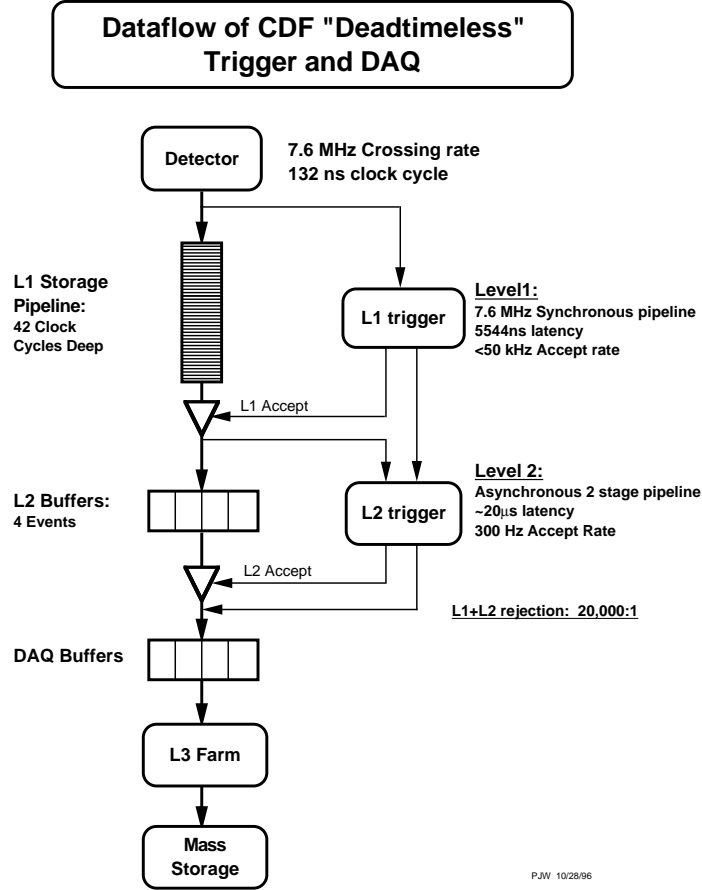 Dataflow of CDF "Deadtimeless"
Trigger and DAQ
Detector
7.6 MHz Crossing rate
132 ns clock cycle
L1 Storage
Pipeline:
42 Clock
Cycles Deep
L1 trigger
Level1:
7.6 MHz Synchronous pipeline
5544ns latency
<50 kHz Accept rate
L1 Accept
L2 Buffers:
4 Events
L2 trigger
Level 2:
Asynchronous 2 stage pipeline
~20μs latency
300 Hz Accept Rate
L2 Accept
L1+L2 rejection: 20,000:1
DAQ Buffers
L3 Farm
Mass
Storage
PJW 10/28/96